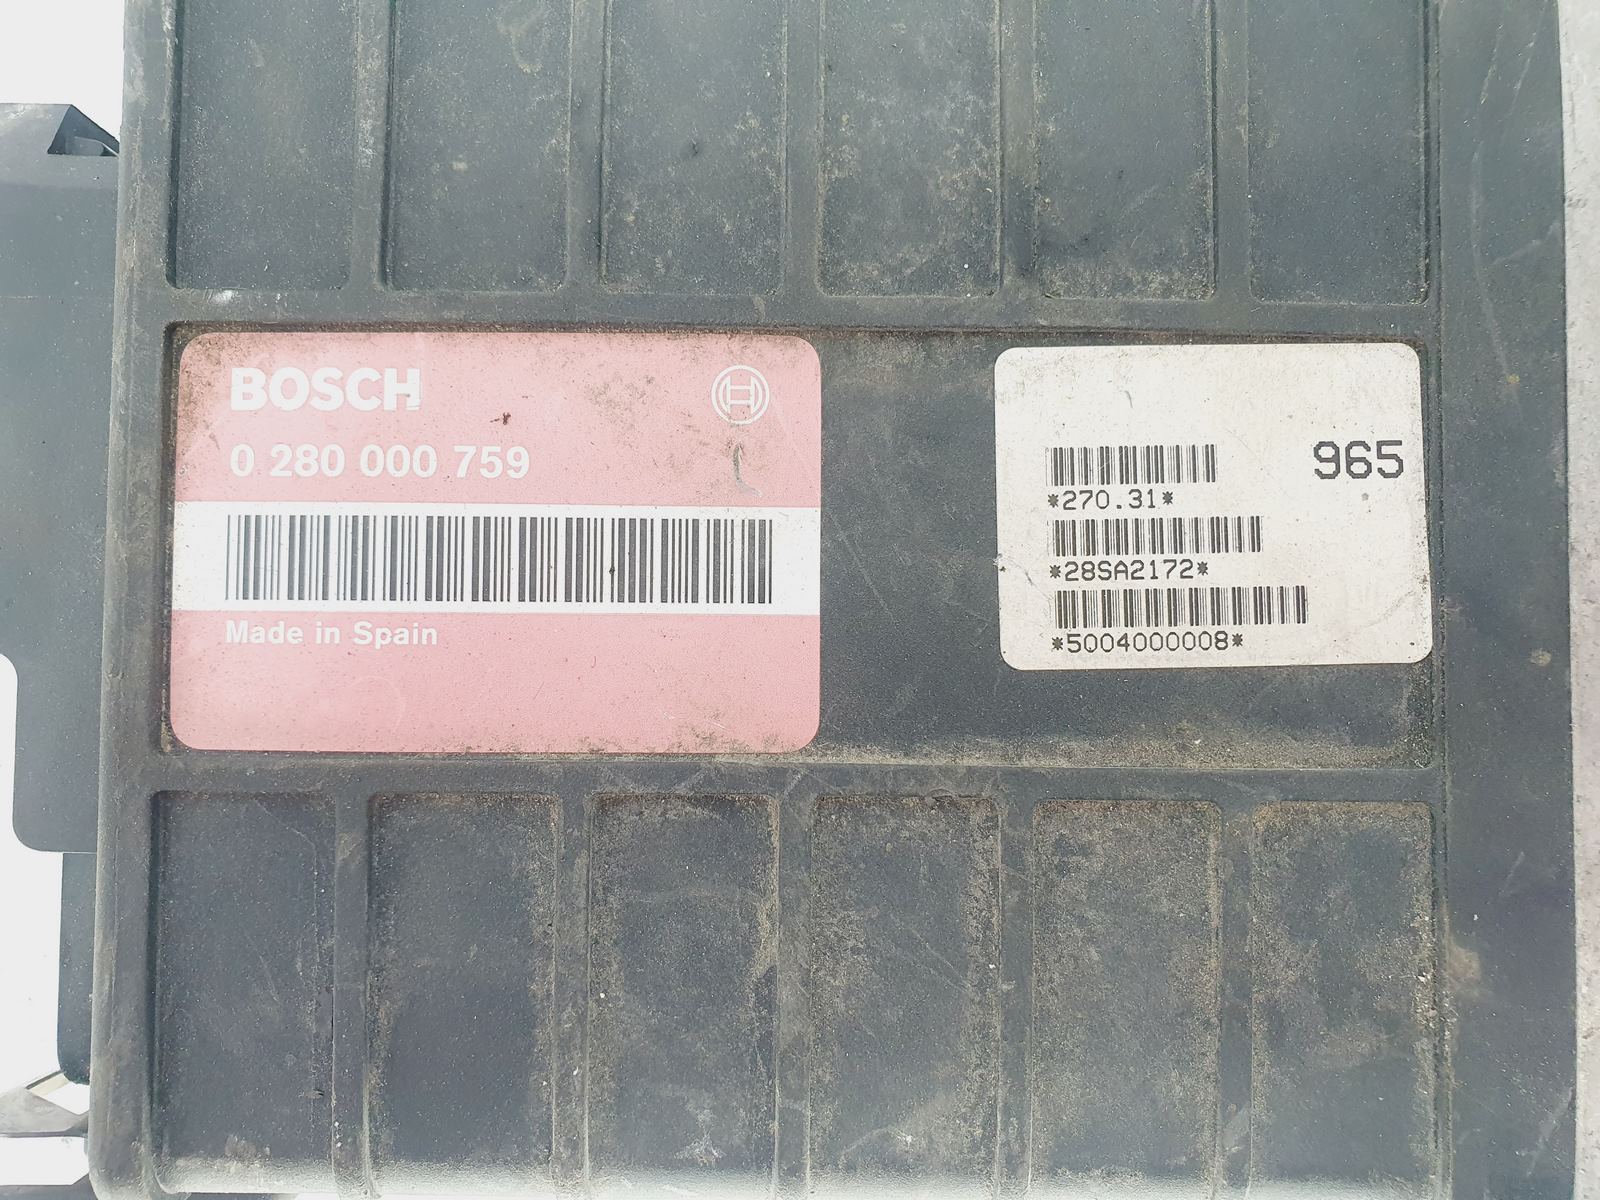 BOSCH
0 280 000 759
Made in Spain
965
*270.31*
*28SA2172*
*5004000008*